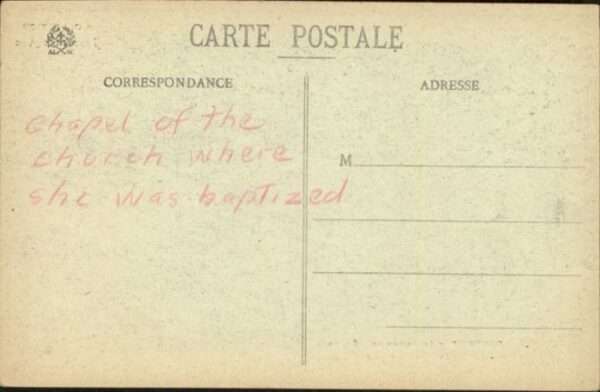 CARTE POSTALE
CORRESPONDANCE
ADRESSE
chapel of the
church where
she was baptized
M